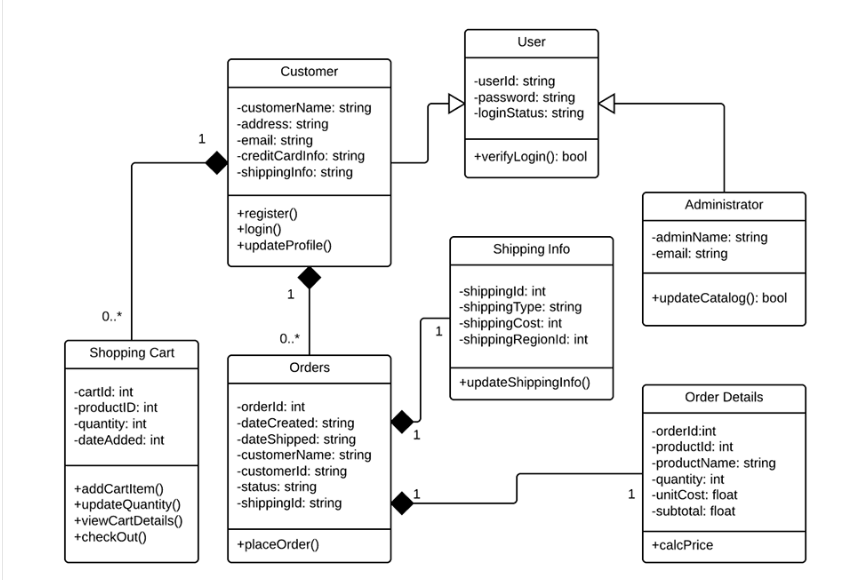 User
-userId: string
-password: string
-loginStatus: string
+verifyLogin(): bool
Customer
-customerName: string
-address: string
-email: string
-creditCardInfo: string
-shippingInfo: string
+register()
+login()
+updateProfile()
1
0..*
1
0..*
Administrator
-adminName: string
-email: string
+updateCatalog(): bool
Shipping Info
-shippingId: int
-shippingType: string
-shippingCost: int
-shippingRegionId: int
+updateShippingInfo()
1
1
Shopping Cart
-cartId: int
-productID: int
-quantity: int
-dateAdded: int
+addCartItem()
+updateQuantity()
+viewCartDetails()
+checkOut()
Orders
-orderId: int
-dateCreated: string
-dateShipped: string
-customerName: string
-customerId: string
-status: string
-shippingId: string
+placeOrder()
1
1
Order Details
-orderId:int
-productId: int
-productName: string
-quantity: int
-unitCost: float
-subtotal: float
+calcPrice